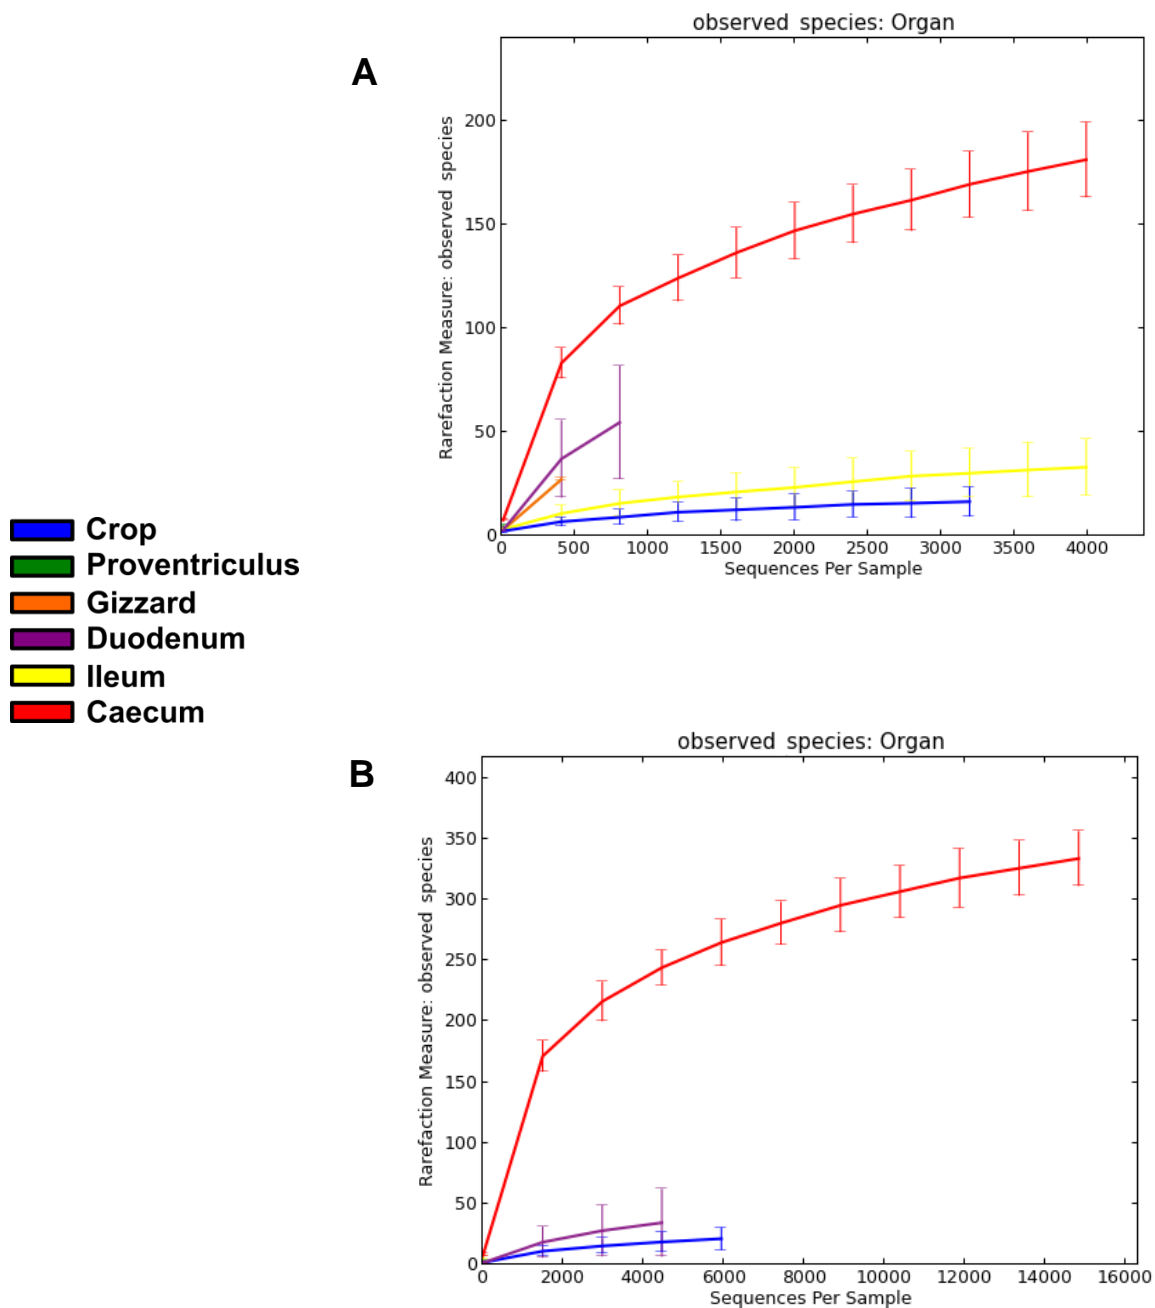 A
observed species: Organ
Rarefaction Measure: observed species
200
150
100
50
0
0 500 1000 1500 2000 2500 3000 3500 4000
Sequences Per Sample
Crop
Proventriculus
Gizzard
Duodenum
Ileum
Caecum
B
observed species: Organ
Rarefaction Measure: observed species
400
350
300
250
200
150
100
50
0
0 2000 4000 6000 8000 10000 12000 14000 16000
Sequences Per Sample